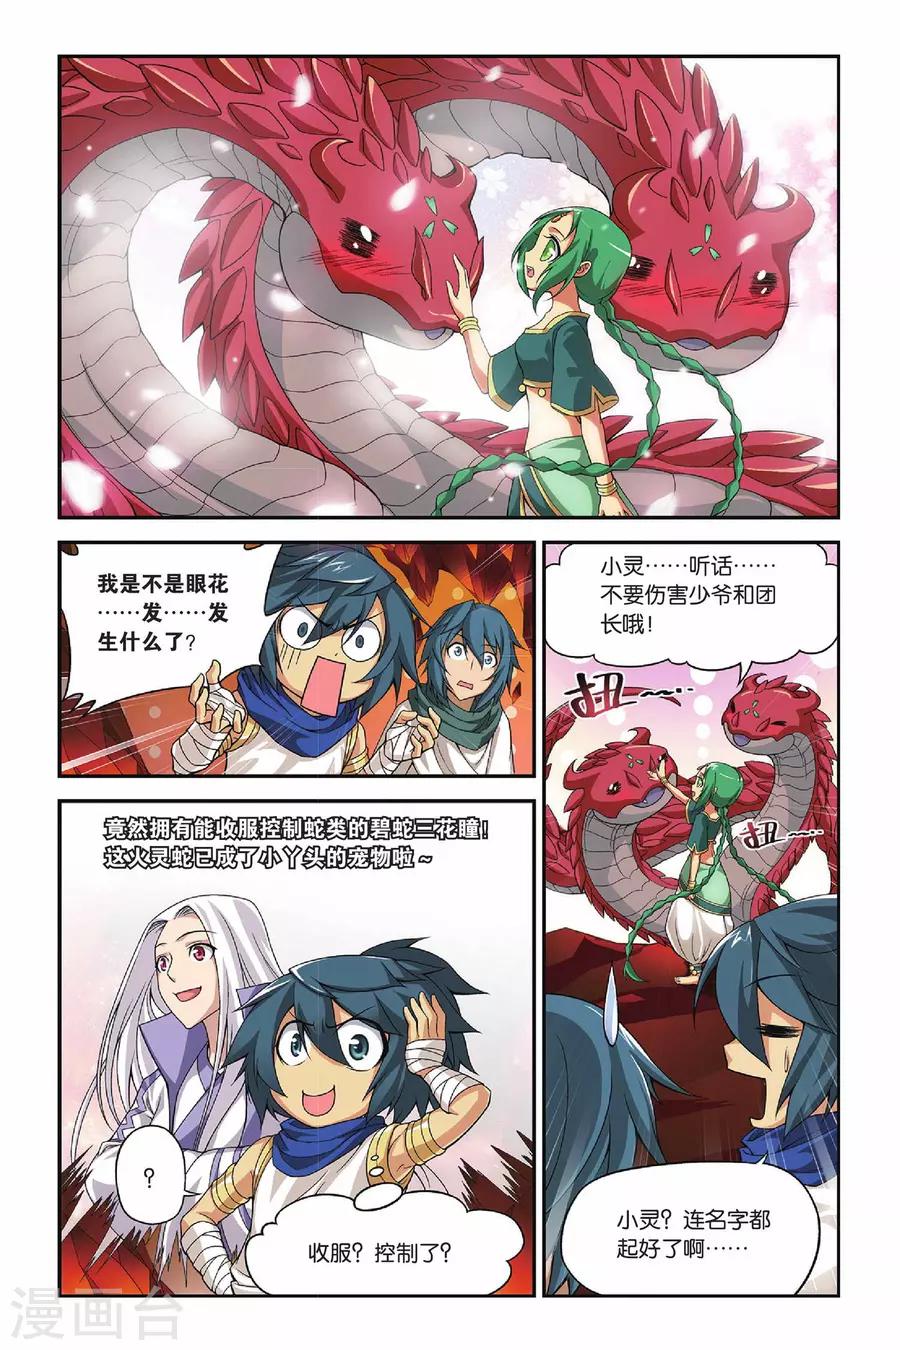 我是不是眼花
……发……发
生什么了？
小灵……听话……
不要伤害少爷和团
长哦！
扭~~··
扭~~··
竟然拥有能收服控制蛇类的碧蛇三花瞳！
这火灵蛇已成了小丫头的宠物啦～
？
收服？控制了？
小灵？连名字都
起好了啊……
漫画台